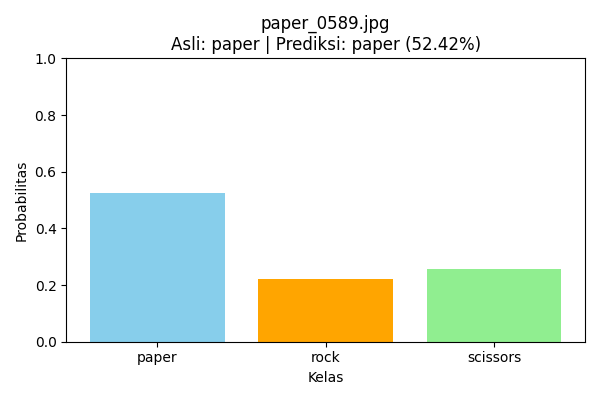 paper_0589.jpg
Asli: paper | Prediksi: paper (52.42%)
1.0
0.8
0.6
0.4
0.2
0.0
Probabilitas
paper rock scissors
Kelas